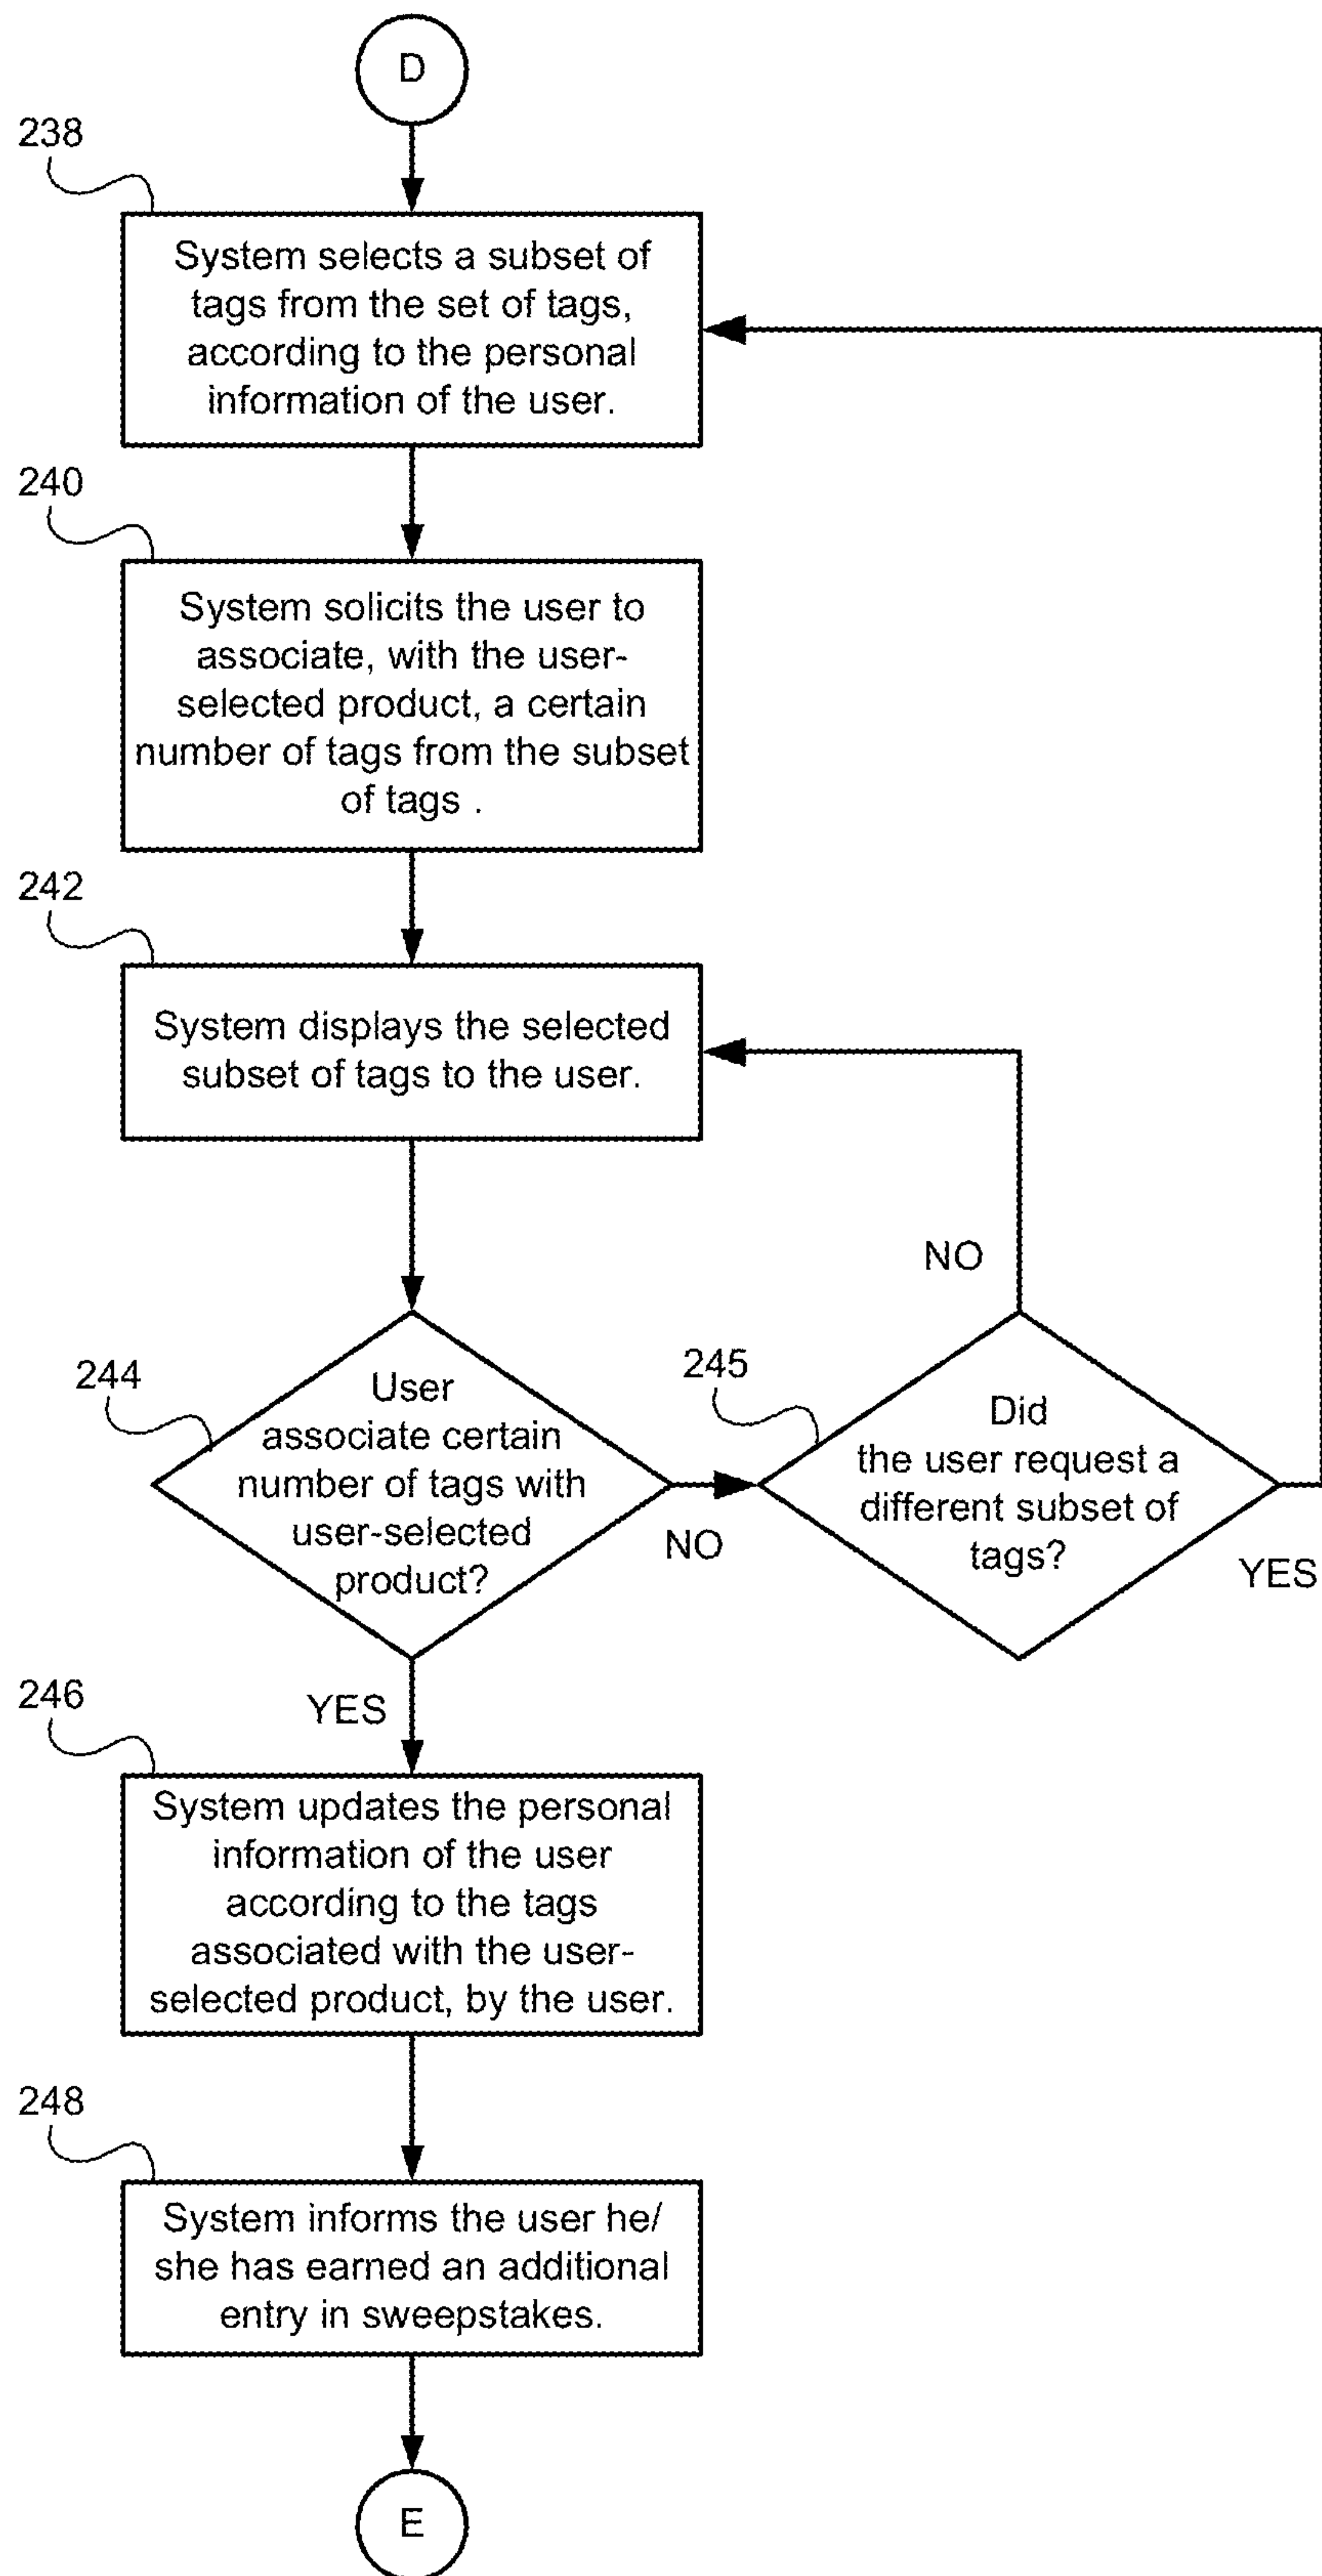 D
238
System selects a subset of
tags from the set of tags,
according to the personal
information of the user.
240
System solicits the user to
associate, with the user-
selected product, a certain
number of tags from the subset
of tags .
242
System displays the selected
subset of tags to the user.
NO
244
User
associate certain
number of tags with
user-selected
product?
NO
245
Did
the user request a
different subset of
tags?
YES
YES
246
System updates the personal
information of the user
according to the tags
associated with the user-
selected product, by the user.
248
System informs the user he/
she has earned an additional
entry in sweepstakes.
E